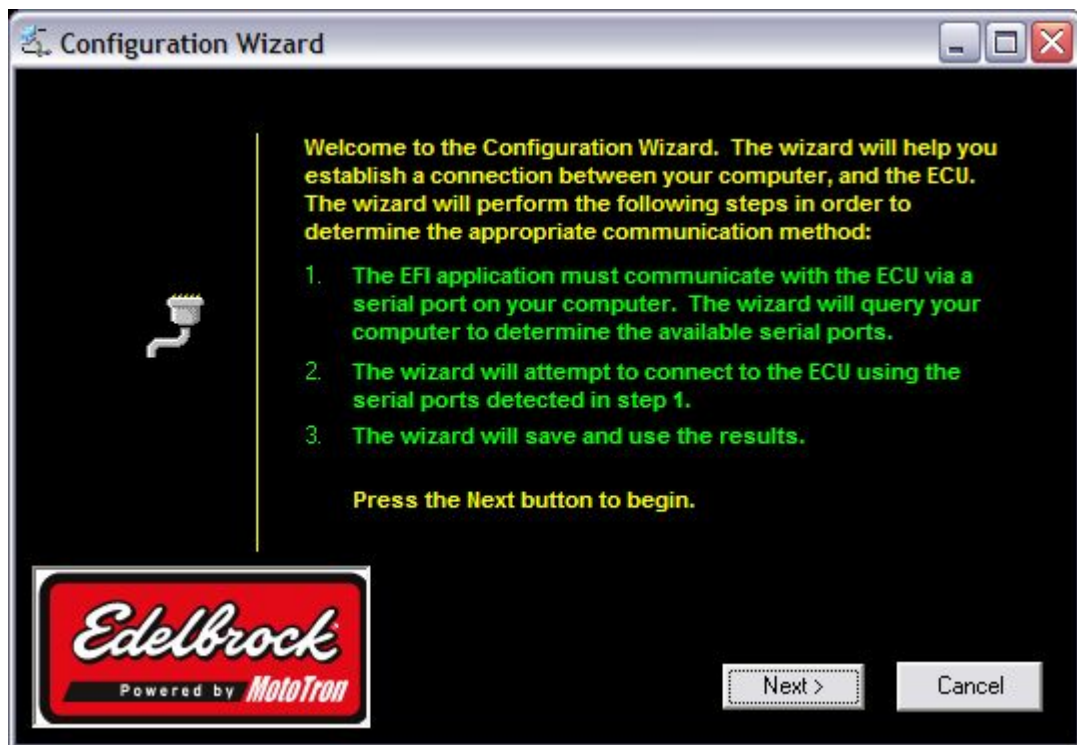 Configuration Wizard
Welcome to the Configuration Wizard. The wizard will help you
establish a connection between your computer, and the ECU.
The wizard will perform the following steps in order to
determine the appropriate communication method:
1. The EFI application must communicate with the ECU via a
serial port on your computer. The wizard will query your
computer to determine the available serial ports.
2. The wizard will attempt to connect to the ECU using the
serial ports detected in step 1.
3. The wizard will save and use the results.
Press the Next button to begin.
Edelbrock
Powered by MotoTron
Next >
Cancel